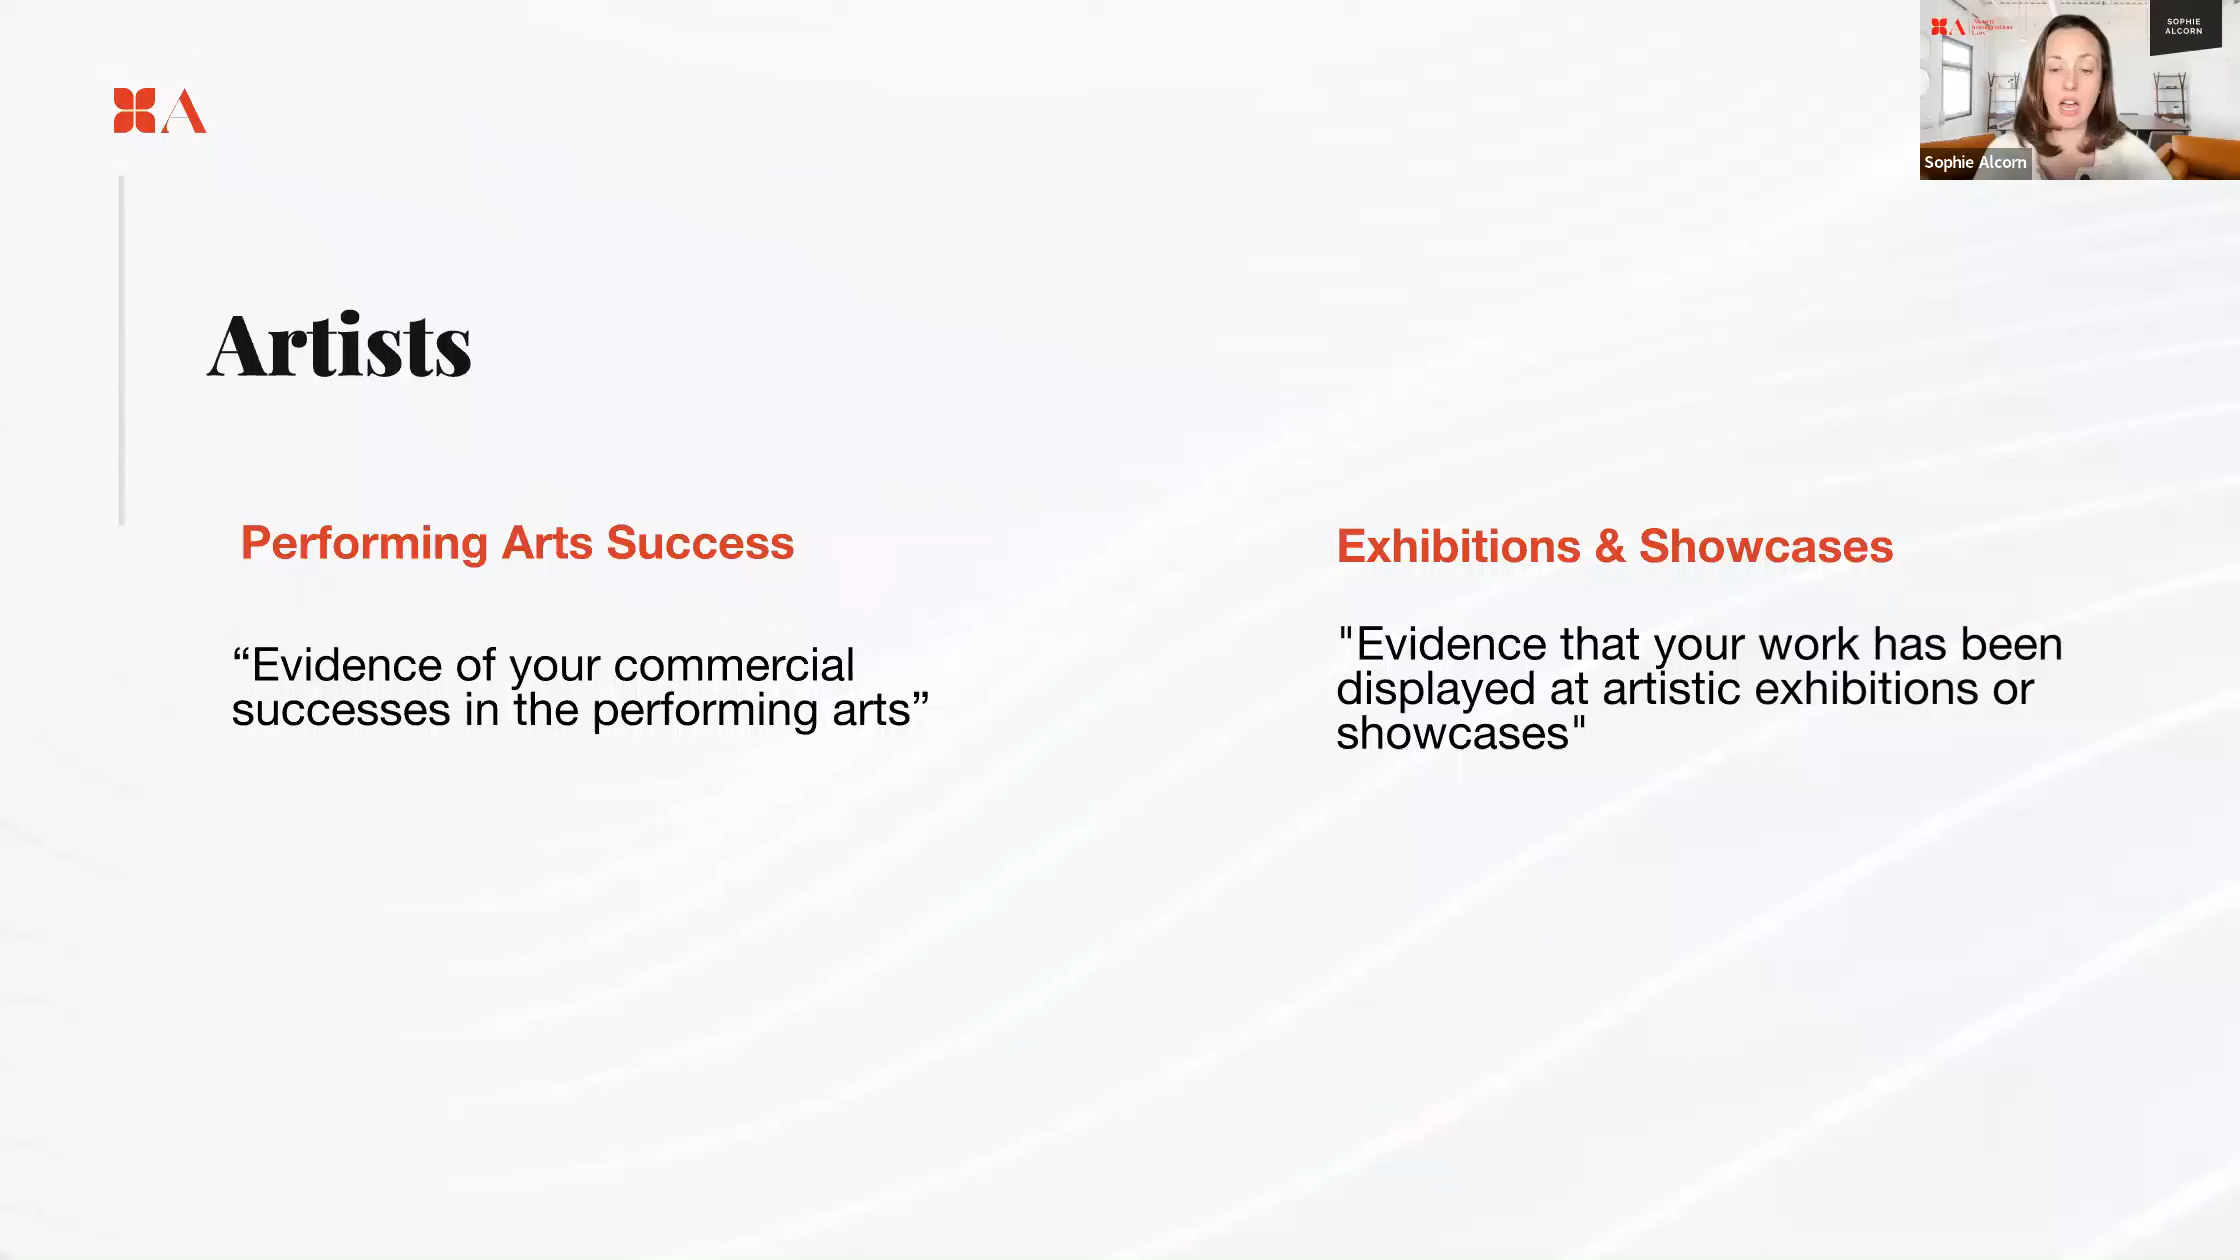 A
Artists
Performing Arts Success
“Evidence of your commercial
successes in the performing arts”
Exhibitions & Showcases
"Evidence that your work has been
displayed at artistic exhibitions or
showcases"
A
SOPHIE
ALCORN
Sophie Alcorn